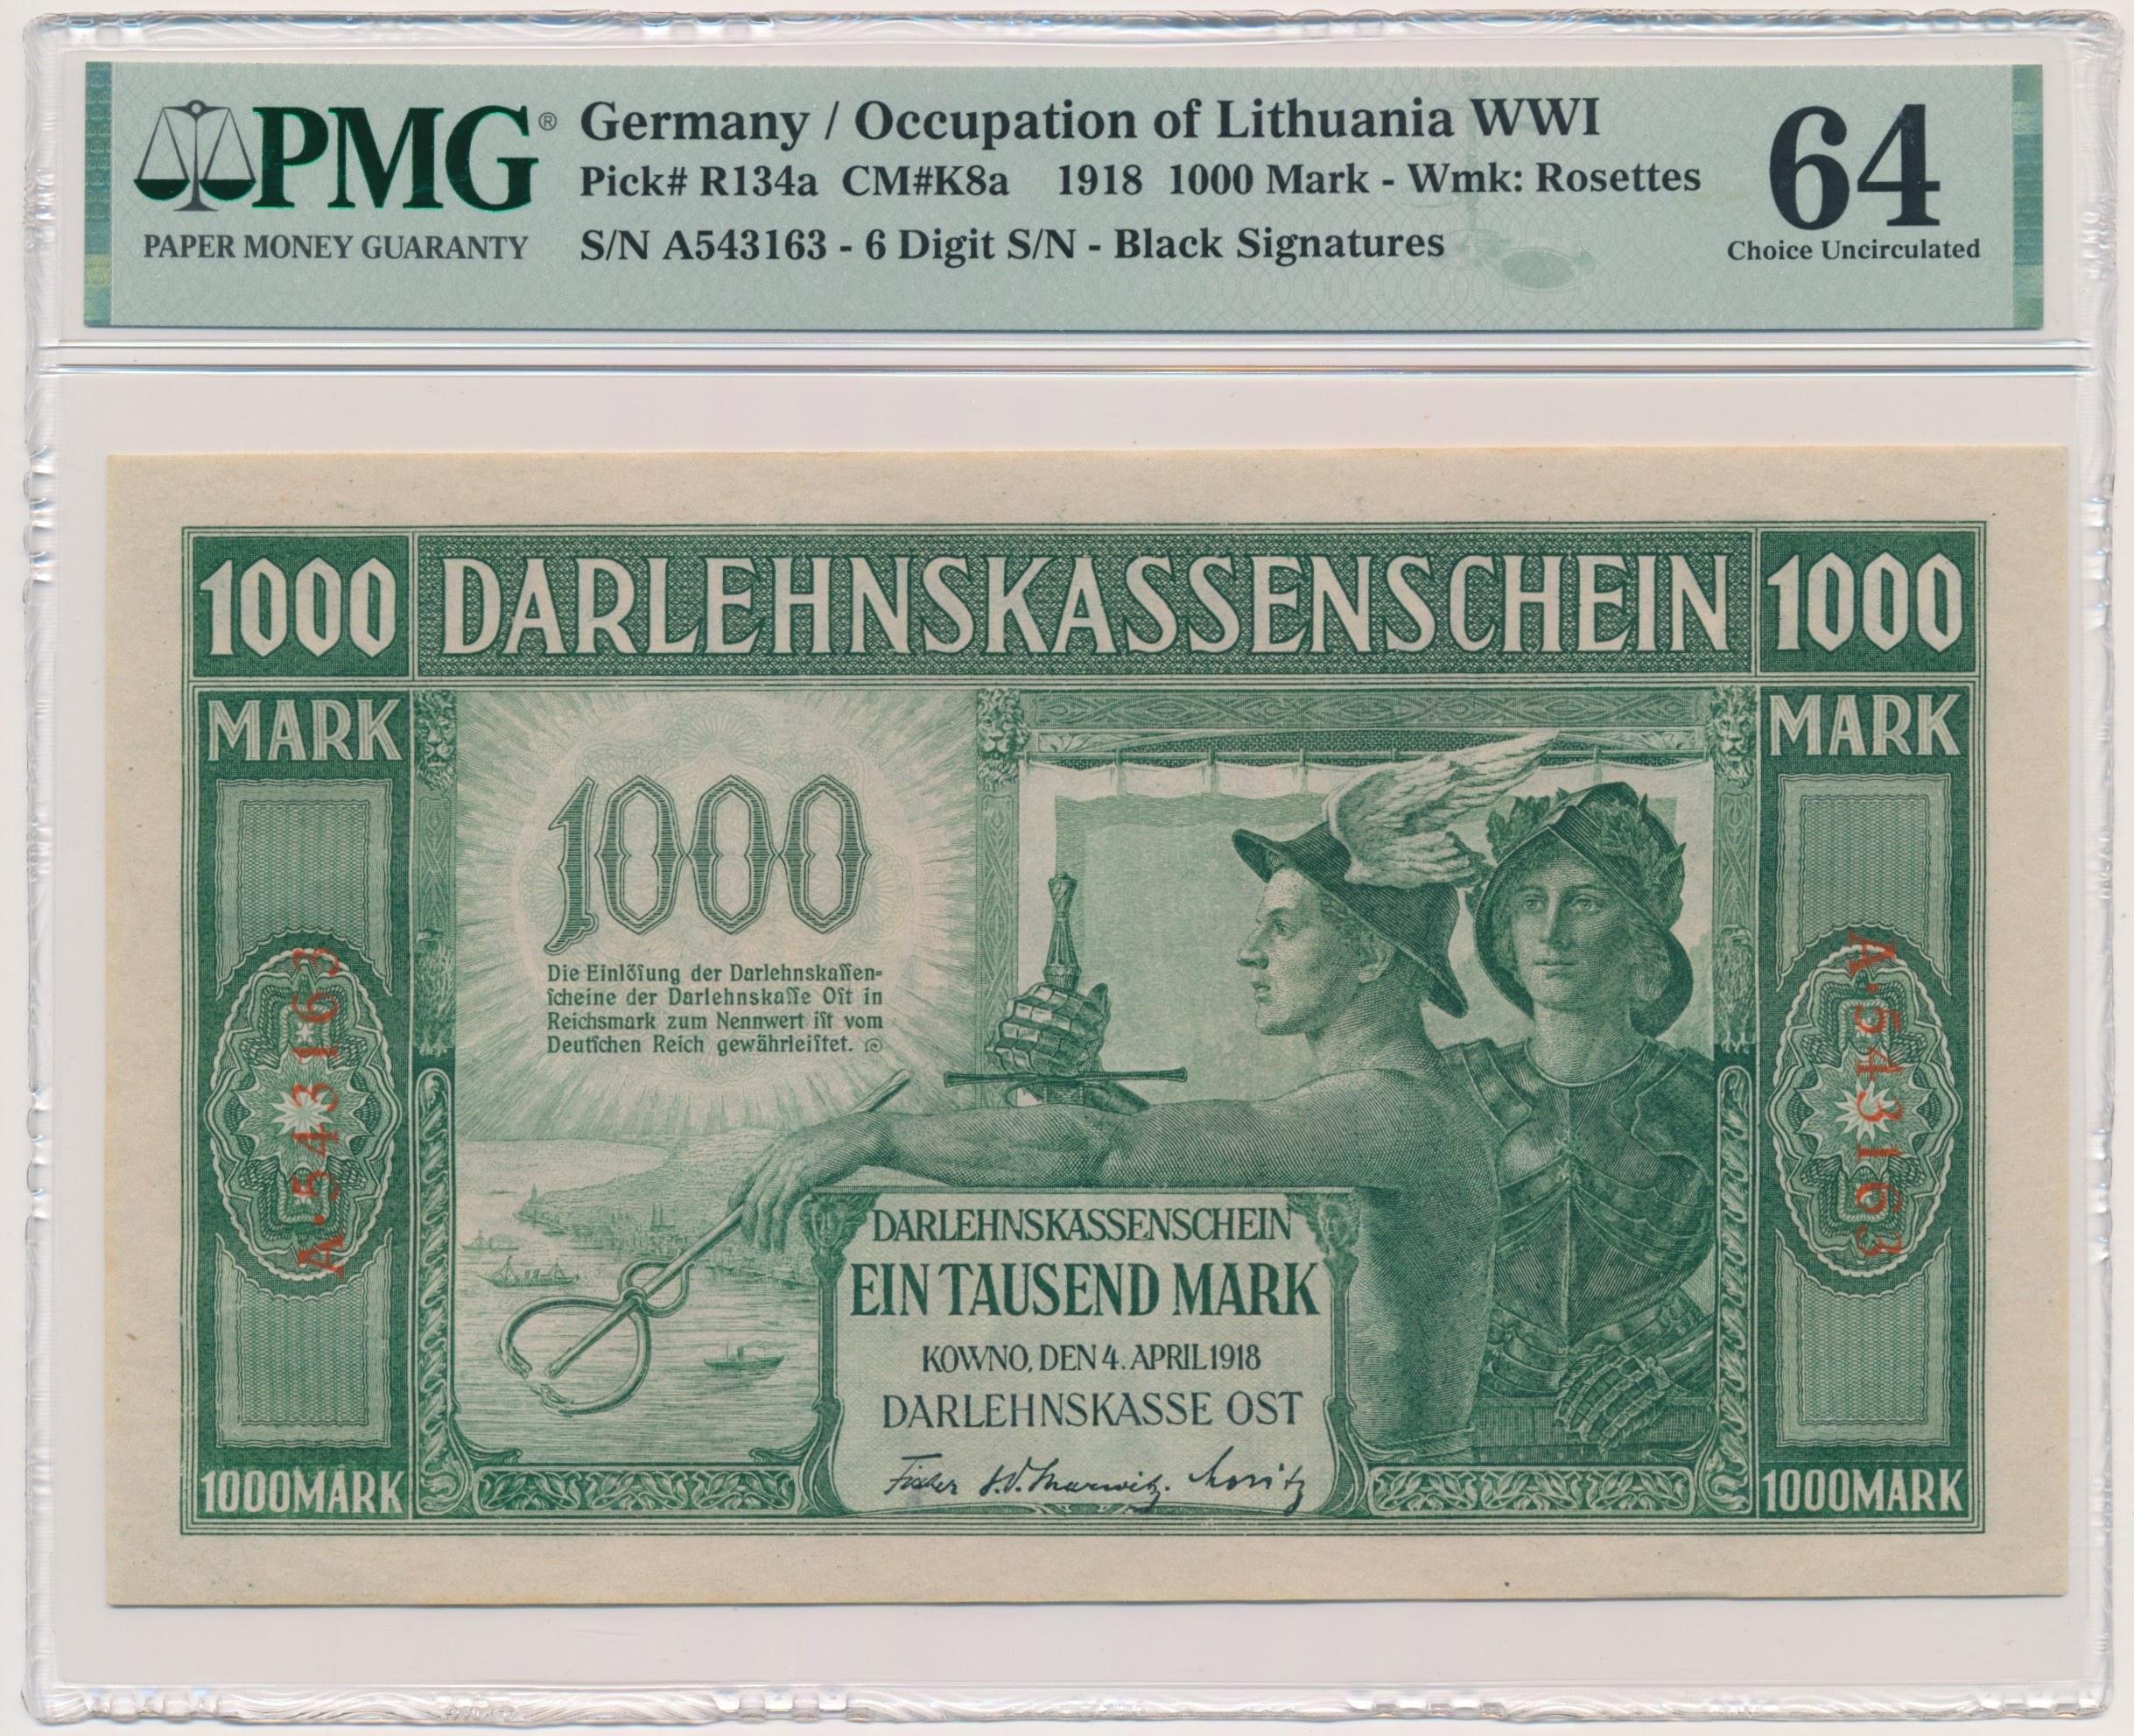 PMG®
PAPER MONEY GUARANTY
Germany / Occupation of Lithuania WWI
Pick# R134a CM#K8a 1918 1000 Mark - Wmk: Rosettes
S/N A543163 - 6 Digit S/N - Black Signatures
64
Choice Uncirculated
1000 DARLEHNSKASSENSCHEIN 1000
MARK MARK
1000
Die Einlöſung der Darlehnskaſſen-
ſcheine der Darlehnskaſſe Oſt in
Reichsmark zum Nennwert iſt vom
Deutſchen Reich gewährleiſtet.
A·543163
A·543163
DARLEHNSKASSENSCHEIN
EIN TAUSEND MARK
KOWNO, DEN 4. APRIL 1918
DARLEHNSKASSE OST
Fischer S.V. Marwitz. Moritz
1000MARK 1000MARK